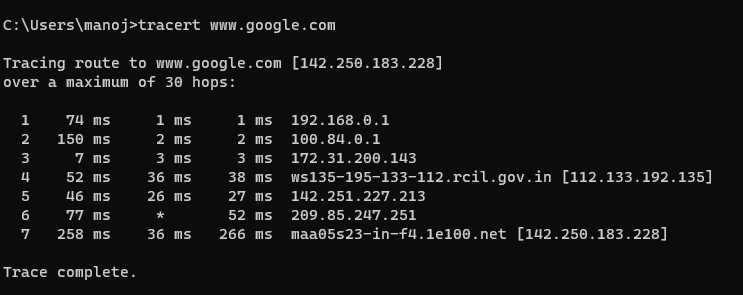 C:\Users\manoj>tracert www.google.com
Tracing route to www.google.com [142.250.183.228]
over a maximum of 30 hops:
1 74 ms 1 ms 1 ms 192.168.0.1
2 150 ms 2 ms 2 ms 100.84.0.1
3 7 ms 3 ms 3 ms 172.31.200.143
4 52 ms 36 ms 38 ms ws135-195-133-112.rcil.gov.in [112.133.192.135]
5 46 ms 26 ms 27 ms 142.251.227.213
6 77 ms * 52 ms 209.85.247.251
7 258 ms 36 ms 266 ms maa05s23-in-f4.1e100.net [142.250.183.228]
Trace complete.